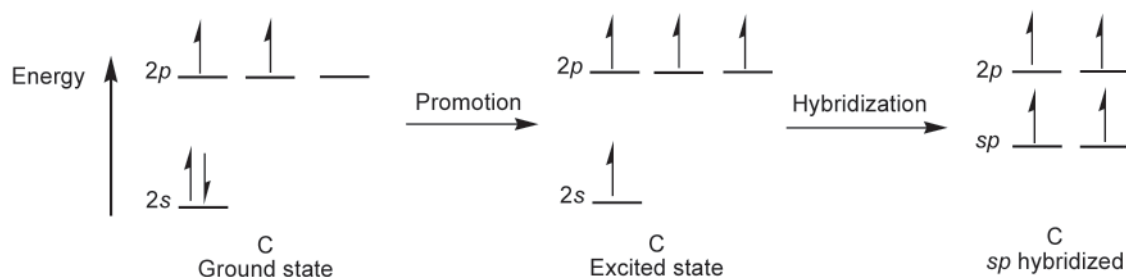 Energy
2p
2s
C
Ground state
Promotion
2p
2s
C
Excited state
Hybridization
2p
sp
C
sp hybridized